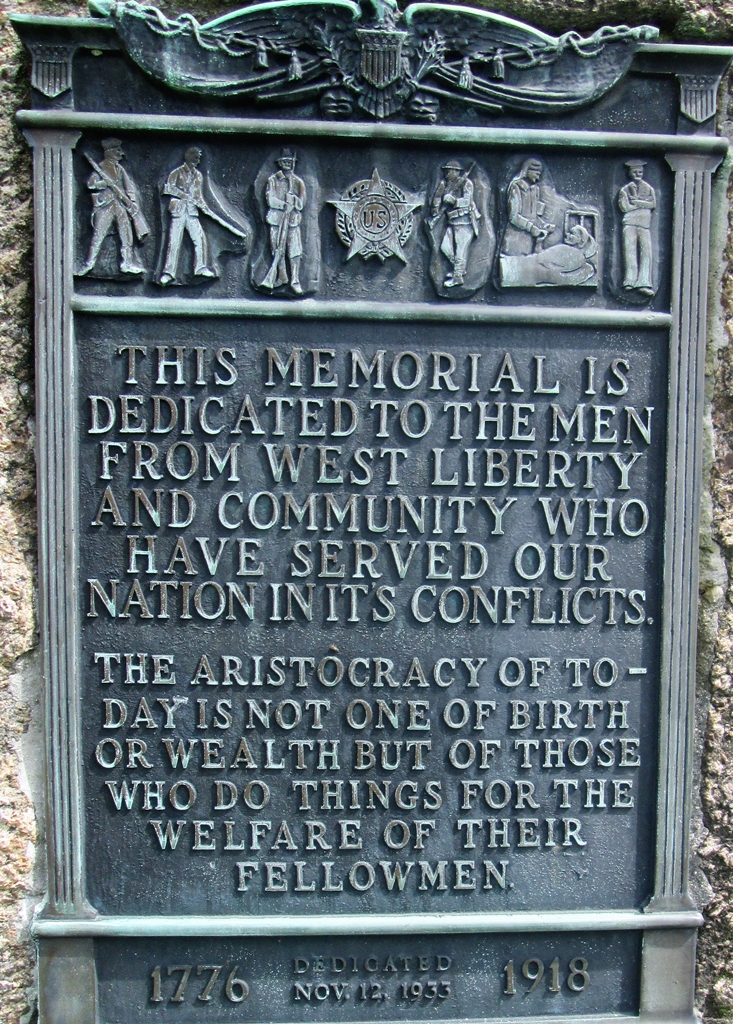 US
THIS MEMORIAL IS
DEDICATED TO THE MEN
FROM WEST LIBERTY
AND COMMUNITY WHO
HAVE SERVED OUR
NATION IN IT'S CONFLICTS.
THE ARISTOCRACY OF TO-
DAY IS NOT ONE OF BIRTH
OR WEALTH BUT OF THOSE
WHO DO THINGS FOR THE
WELFARE OF THEIR
FELLOWMEN.
1776 DEDICATED 1918
NOV. 12, 1933